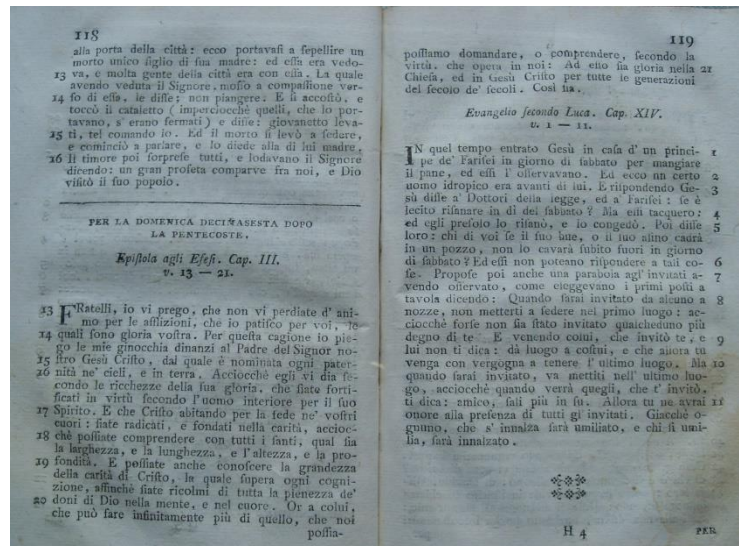 118
alla porta della città: ecco portavasi a sepellire un
morto unico figlio di sua madre: ed essa era vedo-
13 va, e molta gente della città era con essa. La quale
avendo veduta il Signore, mosso a compassione ver-
14 so di essa, le disse: non piangere. E si accostò, e
toccò il cataletto (imperciocchè quelli, che lo por-
tavano, s' erano fermati) e disse: giovanetto leva-
15 ti, tel comando io. Ed il morto si levò a sedere,
e cominciò a parlare, e lo diede alla di lui madre.
16 Il timore poi sorprese tutti, e lodavano il Signore
dicendo: un gran profeta comparve fra noi, e Dio
visitò il suo popolo.
PER LA DOMENICA DECIMASESTA DOPO
LA PENTECOSTE.
Epistola agli Efesi. Cap. III.
v. 13 — 21.
13 FRatelli, io vi prego, che non vi perdiate d' ani-
mo per le afflizioni, che io patisco per voi, le
14 quali sono gloria vostra. Per questa cagione io pie-
go le mie ginocchia dinanzi al Padre del Signor no-
15 stro Gesù Cristo, dal quale è nominata ogni pater-
16 nità ne' cieli, e in terra. Acciocchè egli vi dia se-
condo le ricchezze della sua gloria, che siate forti-
ficati in virtù secondo l' uomo interiore per il suo
17 Spirito. E che Cristo abitando per la fede ne' vostri
cuori: siate radicati, e fondati nella carità, accioc-
18 chè possiate comprendere con tutti i santi, qual sia
la larghezza, e la lunghezza, e l' altezza, e la pro-
19 fondità. E possiate anche conoscere la grandezza
della carità di Cristo, la quale supera ogni cogni-
zione, affinchè siate ricolmi di tutta la pienezza de'
20 doni di Dio nella mente, e nel cuore. Or a colui,
che può fare infinitamente più di quello, che noi
possia-
119
possiamo domandare, o comprendere, secondo la
virtù, che opera in noi: Ad esso sia gloria nella 21
Chiesa, ed in Gesù Cristo per tutte le generazioni
del secolo de' secoli. Così sia.
Evangelio secondo Luca. Cap. XIV.
v. 1 — 11.
IN quel tempo entrato Gesù in casa d' un princi- 1
pe de' Farisei in giorno di sabbato per mangiare
il pane, ed essi l' osservavano. Ed ecco un certo 2
uomo idropico era avanti di lui. E rispondendo Ge- 3
sù disse a' Dottori della legge, ed a' Farisei: se è
lecito risanare in dì del sabbato? Ma essi tacquero: 4
ed egli presolo lo risanò, e lo congedò. Poi disse 5
loro: chi di voi se il suo bue, o il suo asino cadrà
in un pozzo, non lo cavarà subito fuori in giorno
di sabbato? Ed essi non poteano rispondere a tali co- 6
se. Propose poi anche una parabola agl' invitati a- 7
vendo osservato, come eleggevano i primi posti a
tavola dicendo: Quando sarai invitato da alcuno a 8
nozze, non metterti a sedere nel primo luogo: ac-
ciocchè forse non sia stato invitato qualcheduno più
degno di te E venendo colui, che invitò te, e 9
lui non ti dica: dà luogo a costui, e che allora tu
venga con vergogna a tenere l' ultimo luogo. Ma 10
quando sarai invitato, va mettiti nell' ultimo luo-
go, acciocchè quando verrà quegli, che t' invitò,
ti dica: amico, sali più in su. Allora tu ne avrai 11
onore alla presenza di tutti gl invitati. Giacchè o-
gnuno, che s' innalza sarà umiliato, e chi si umi-
lia, sarà innalzato.
H 4
PER